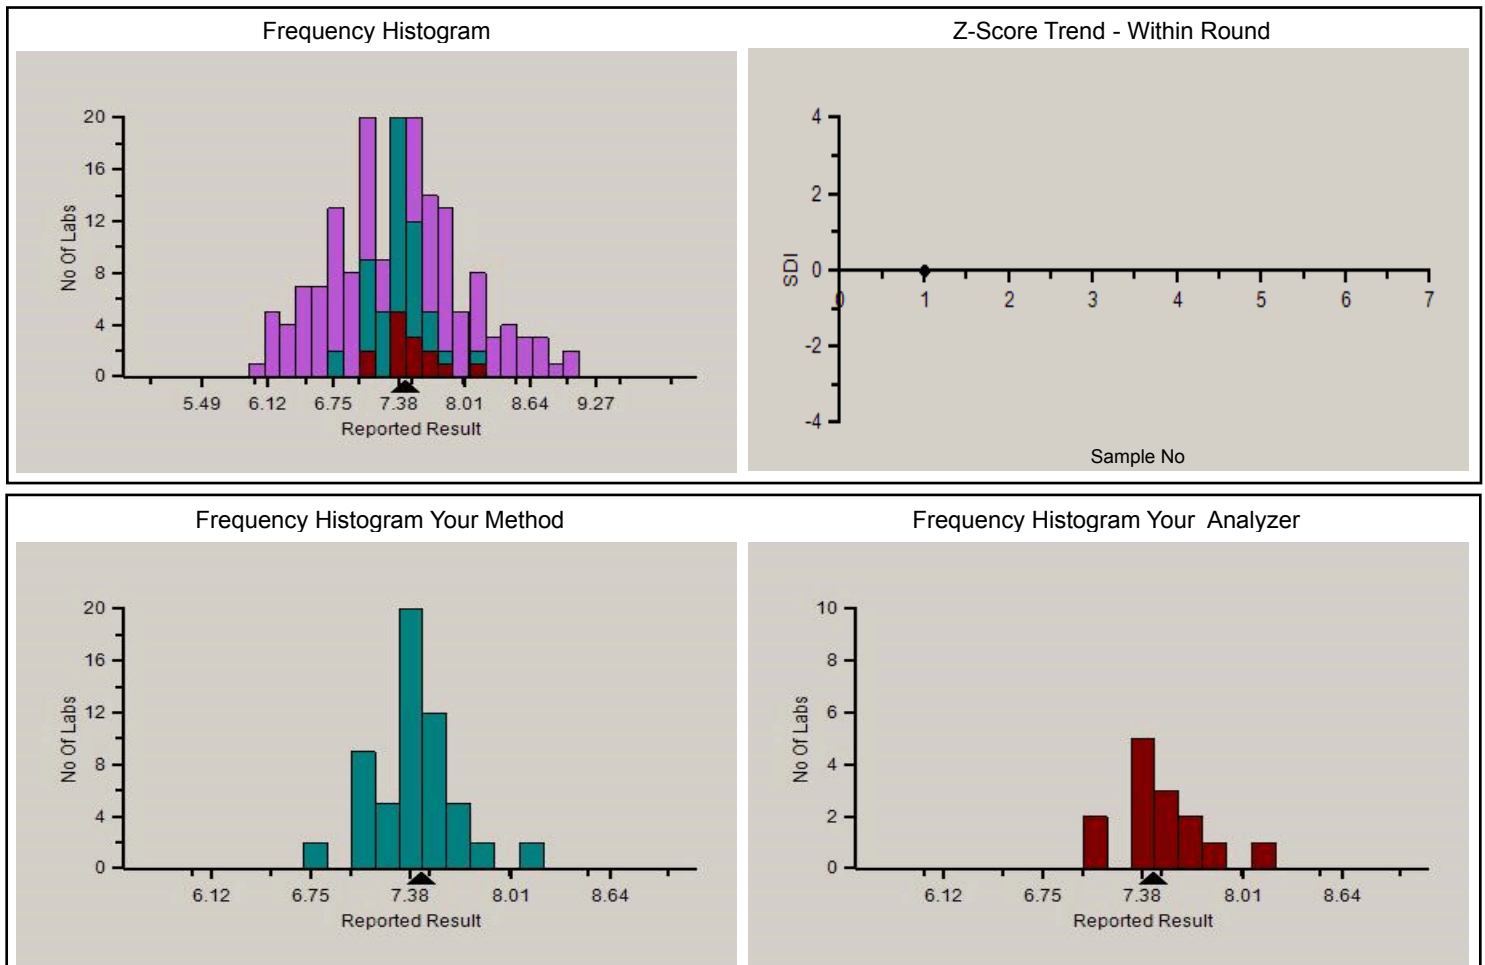 Frequency Histogram
20
16
12
8
4
0
No Of Labs
5.49 6.12 6.75 7.38 8.01 8.64 9.27
Reported Result
Z-Score Trend - Within Round
4
2
0
-2
-4
SDI
0 1 2 3 4 5 6 7
Sample No
Frequency Histogram Your Method
20
16
12
8
4
0
No Of Labs
6.12 6.75 7.38 8.01 8.64
Reported Result
Frequency Histogram Your Analyzer
10
8
6
4
2
0
No Of Labs
6.12 6.75 7.38 8.01 8.64
Reported Result